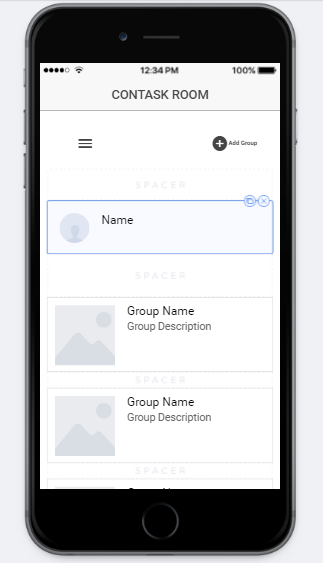 12:34 PM
100%
CONTASK ROOM
Add Group
SPACER
Name
SPACER
Group Name
Group Description
SPACER
Group Name
Group Description
SPACER